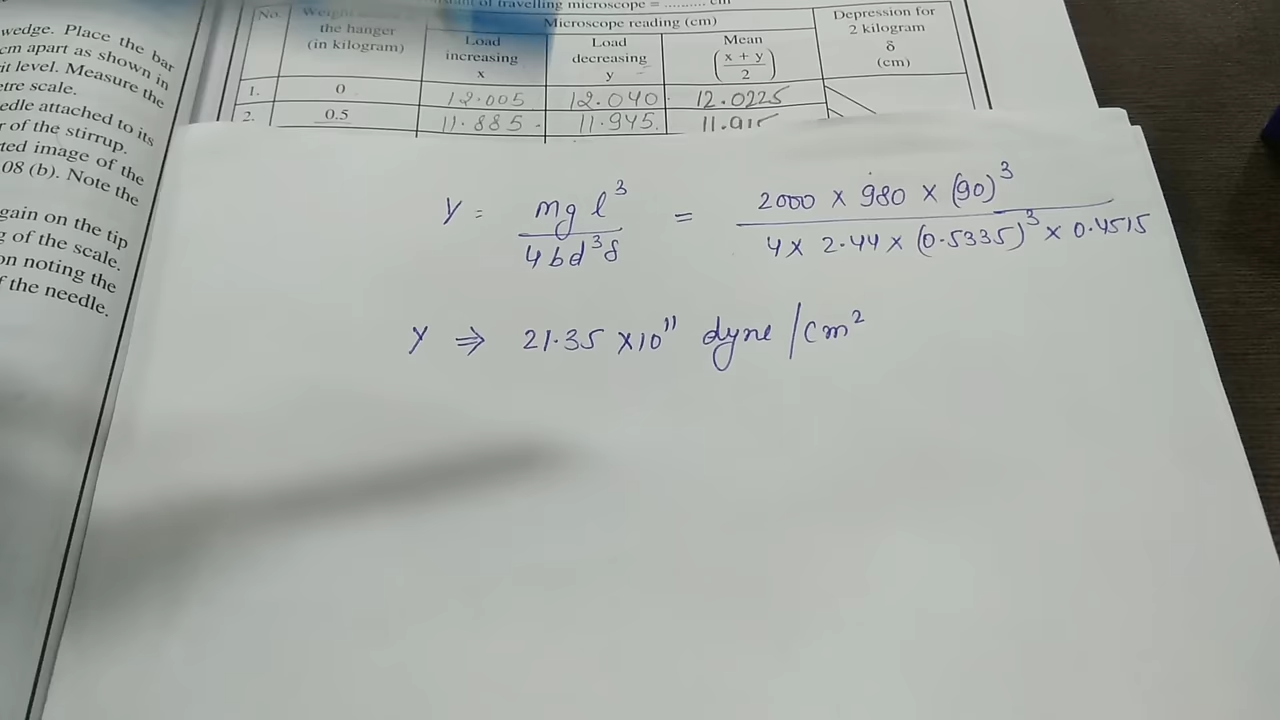 wedge. Place the bar
cm apart as shown in
it level. Measure the
etre scale.
edle attached to its
r of the stirrup.
ted image of the
08 (b). Note the
gain on the tip
g of the scale.
on noting the
f the needle.
of travelling microscope = .......... cm
No. Weight
the hanger
(in kilogram)
Microscope reading (cm)
Load increasing x
Load decreasing y
Mean (x + y / 2)
Depression for 2 kilogram δ (cm)
1. 0 12.005 12.040 12.0225
2. 0.5 11.885 11.945 11.915
Y = mgl³ / 4bd³δ = 2000 × 980 × (90)³ / 4 × 2.44 × (0.5335)³ × 0.4515
Y ⇒ 21.35 × 10¹¹ dyne/cm²